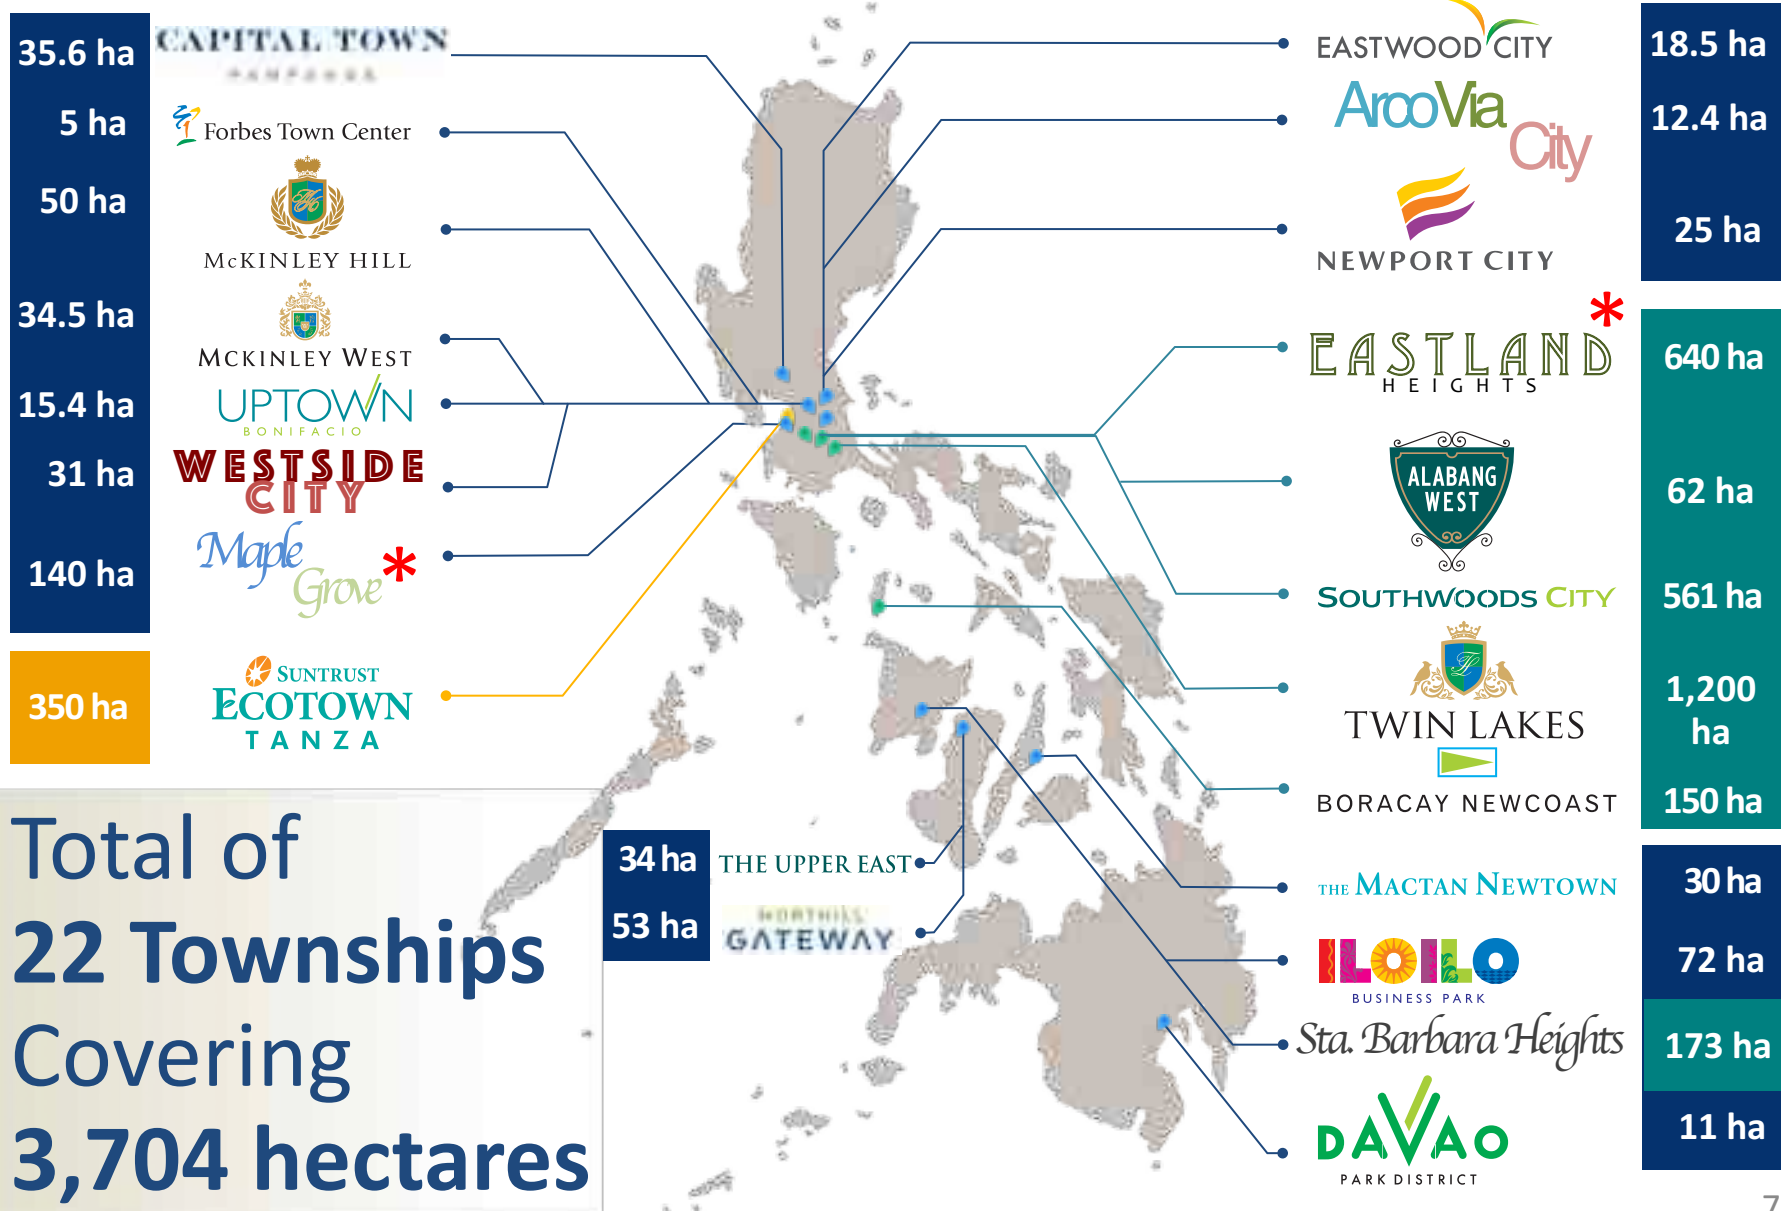 35.6 ha
CAPITAL TOWN
PAMPANGA
5 ha
Forbes Town Center
50 ha
McKINLEY HILL
34.5 ha
McKINLEY WEST
15.4 ha
UPTOWN
BONIFACIO
31 ha
WESTSIDE
CITY
140 ha
Maple
Grove*
350 ha
SUNTRUST
ECOTOWN
TANZA
EASTWOOD CITY
18.5 ha
ArcoVia
City
12.4 ha
NEWPORT CITY
25 ha
*
EASTLAND
HEIGHTS
640 ha
ALABANG
WEST
62 ha
SOUTHWOODS CITY
561 ha
TL
TWIN LAKES
1,200
ha
BORACAY NEWCOAST
150 ha
34 ha
THE UPPER EAST
53 ha
NORTHILL
GATEWAY
THE MACTAN NEWTOWN
30 ha
ILOILO
BUSINESS PARK
72 ha
Sta. Barbara Heights
173 ha
DAVAO
PARK DISTRICT
11 ha
Total of
22 Townships
Covering
3,704 hectares
7